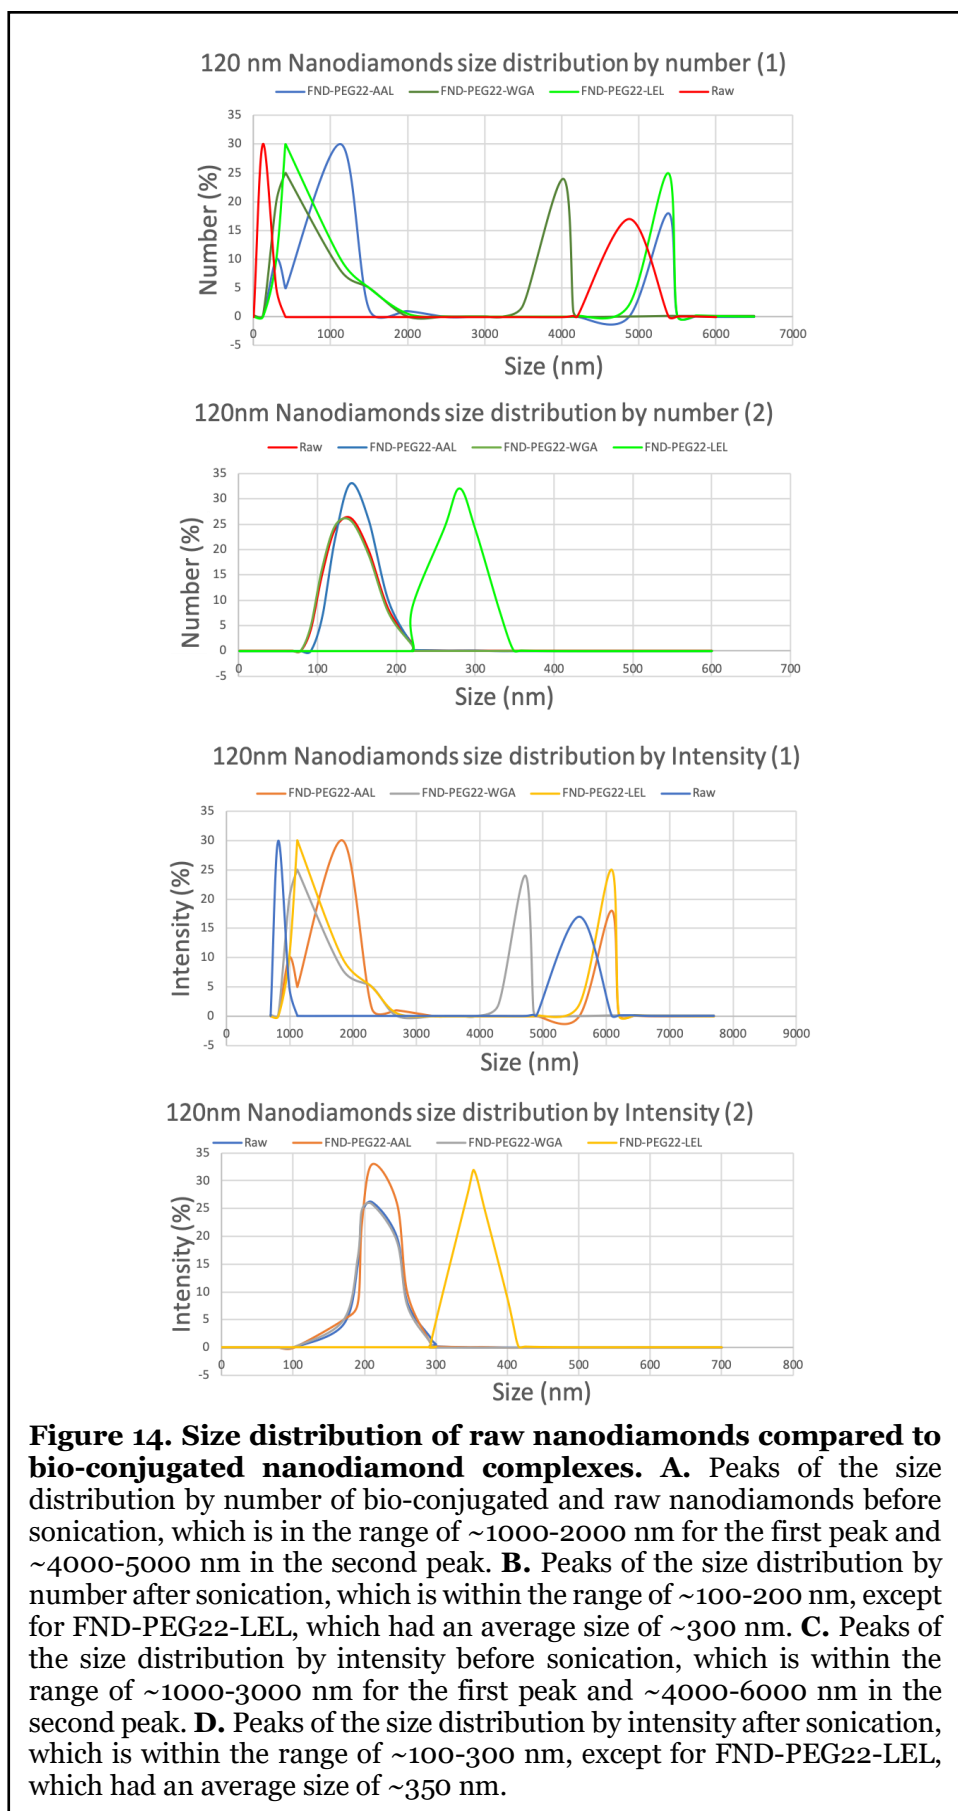 120 nm Nanodiamonds size distribution by number (1)
FND-PEG22-AAL FND-PEG22-WGA FND-PEG22-LEL Raw
35
30
25
20
15
10
5
0
-5
Number (%)
0 1000 2000 3000 4000 5000 6000 7000
Size (nm)
120nm Nanodiamonds size distribution by number (2)
Raw FND-PEG22-AAL FND-PEG22-WGA FND-PEG22-LEL
35
30
25
20
15
10
5
0
-5
Number (%)
0 100 200 300 400 500 600 700
Size (nm)
120nm Nanodiamonds size distribution by Intensity (1)
FND-PEG22-AAL FND-PEG22-WGA FND-PEG22-LEL Raw
35
30
25
20
15
10
5
0
-5
Intensity (%)
0 1000 2000 3000 4000 5000 6000 7000 8000 9000
Size (nm)
120nm Nanodiamonds size distribution by Intensity (2)
Raw FND-PEG22-AAL FND-PEG22-WGA FND-PEG22-LEL
35
30
25
20
15
10
5
0
-5
Intensity (%)
0 100 200 300 400 500 600 700 800
Size (nm)
Figure 14. Size distribution of raw nanodiamonds compared to
bio-conjugated nanodiamond complexes. A. Peaks of the size
distribution by number of bio-conjugated and raw nanodiamonds before
sonication, which is in the range of ~1000-2000 nm for the first peak and
~4000-5000 nm in the second peak. B. Peaks of the size distribution by
number after sonication, which is within the range of ~100-200 nm, except
for FND-PEG22-LEL, which had an average size of ~300 nm. C. Peaks of
the size distribution by intensity before sonication, which is within the
range of ~1000-3000 nm for the first peak and ~4000-6000 nm in the
second peak. D. Peaks of the size distribution by intensity after sonication,
which is within the range of ~100-300 nm, except for FND-PEG22-LEL,
which had an average size of ~350 nm.